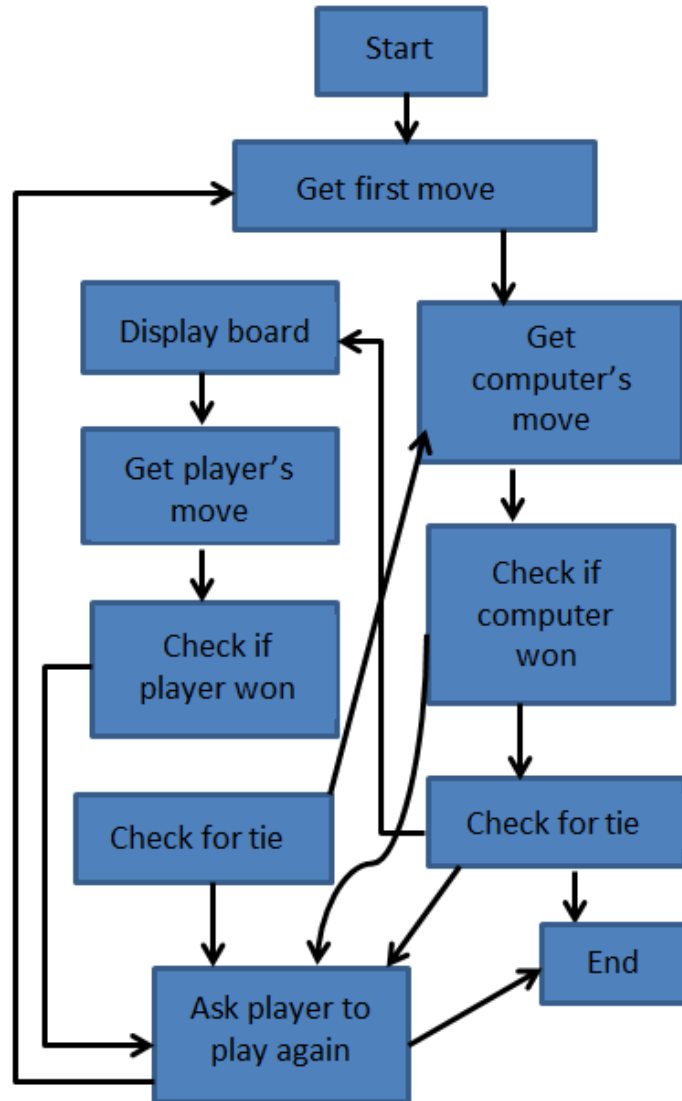 Start
Get first move
Display board
Get
computer's
move
Get player's
move
Check if
computer
won
Check if
player won
Check for tie
Check for tie
End
Ask player to
play again